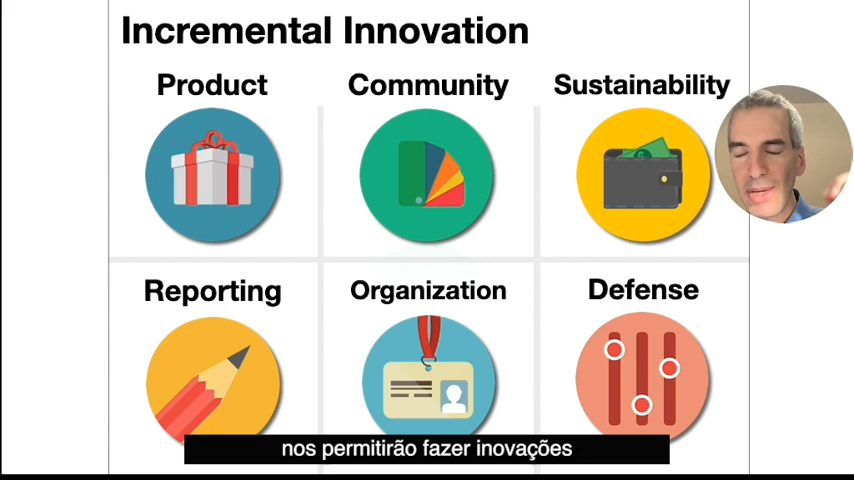 Incremental Innovation
Product
Community
Sustainability
Reporting
Organization
Defense
nos permitirão fazer inovações